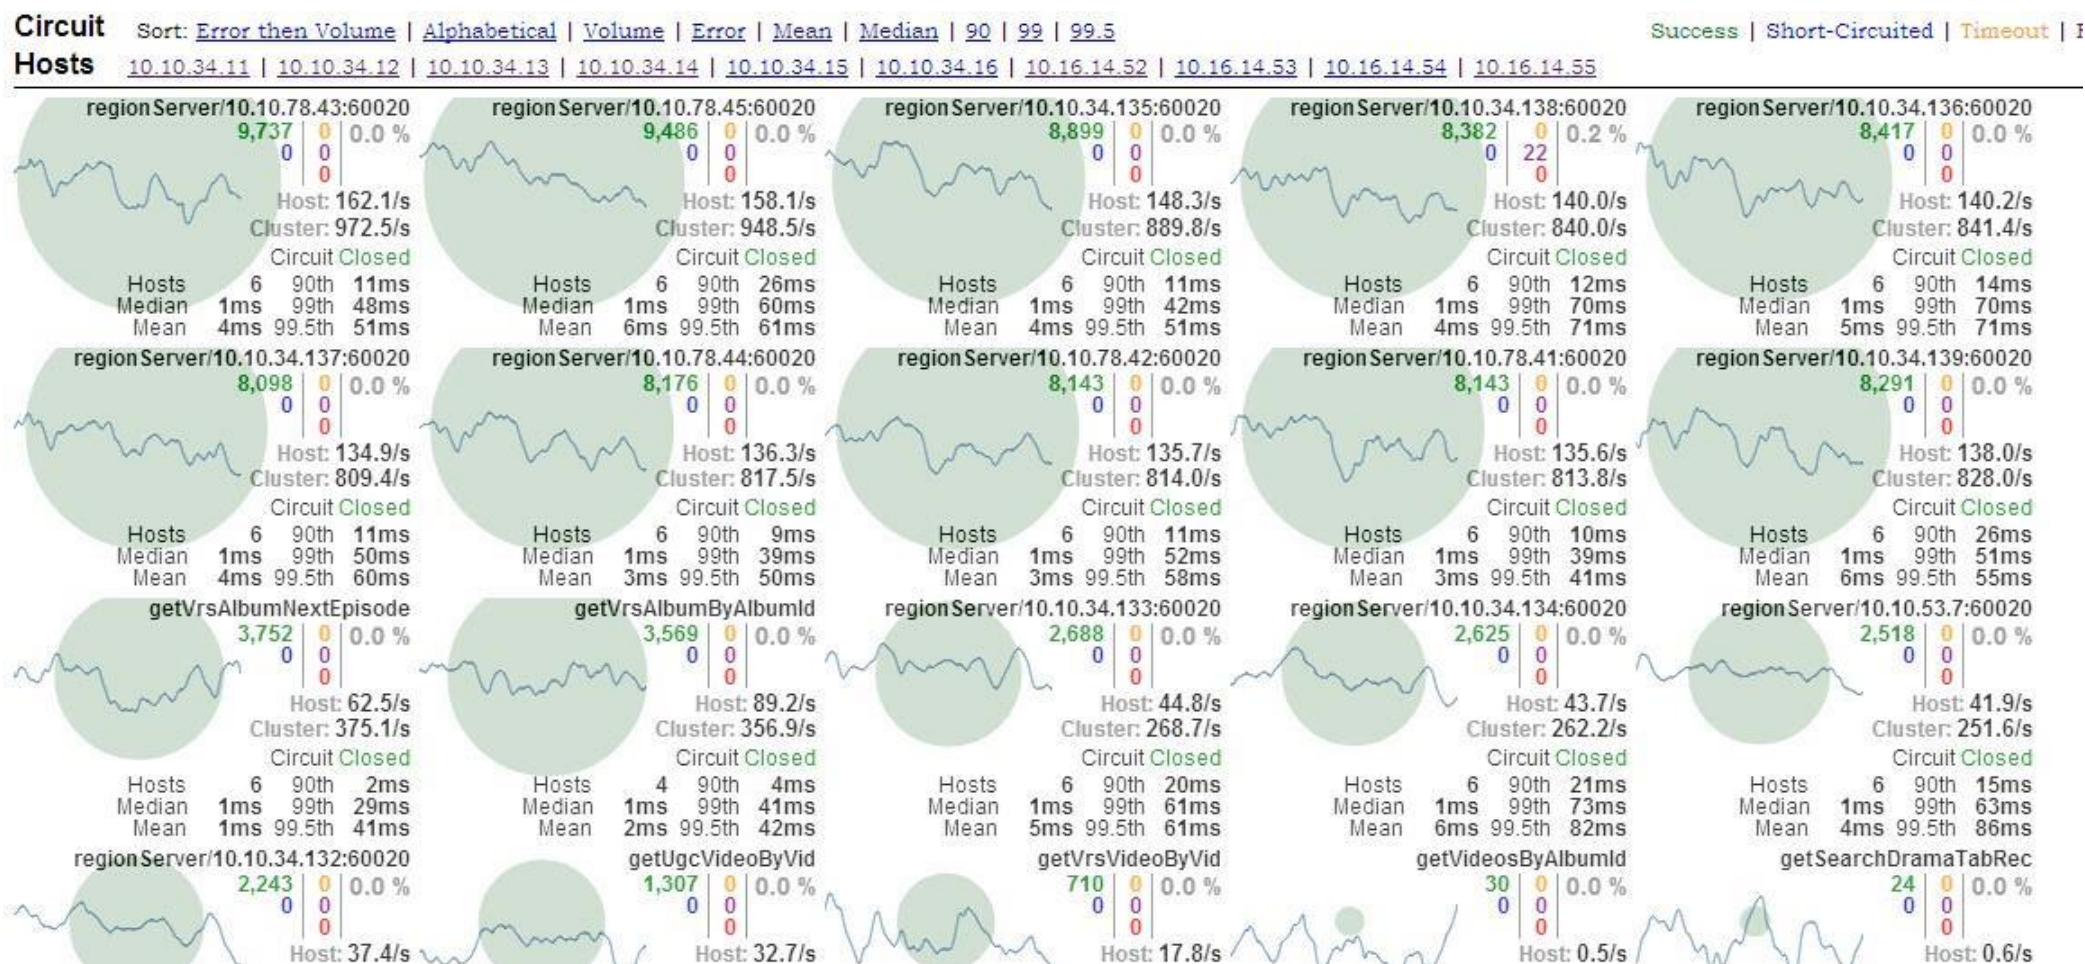 Circuit Sort: Error then Volume | Alphabetical | Volume | Error | Mean | Median | 90 | 99 | 99.5 Success | Short-Circuited | Timeout |
Hosts 10.10.34.11 | 10.10.34.12 | 10.10.34.13 | 10.10.34.14 | 10.10.34.15 | 10.10.34.16 | 10.16.14.52 | 10.16.14.53 | 10.16.14.54 | 10.16.14.55
regionServer/10.10.78.43:60020
9,737 0 0.0 %
0 0
0
Host: 162.1/s
Cluster: 972.5/s
Circuit Closed
Hosts 6 90th 11ms
Median 1ms 99th 48ms
Mean 4ms 99.5th 51ms
regionServer/10.10.78.45:60020
9,486 0 0.0 %
0 0
0
Host: 158.1/s
Cluster: 948.5/s
Circuit Closed
Hosts 6 90th 26ms
Median 1ms 99th 60ms
Mean 6ms 99.5th 61ms
regionServer/10.10.34.135:60020
8,899 0 0.0 %
0 0
0
Host: 148.3/s
Cluster: 889.8/s
Circuit Closed
Hosts 6 90th 11ms
Median 1ms 99th 42ms
Mean 4ms 99.5th 51ms
regionServer/10.10.34.138:60020
8,382 0 0.2 %
0 22
0
Host: 140.0/s
Cluster: 840.0/s
Circuit Closed
Hosts 6 90th 12ms
Median 1ms 99th 70ms
Mean 4ms 99.5th 71ms
regionServer/10.10.34.136:60020
8,417 0 0.0 %
0 0
0
Host: 140.2/s
Cluster: 841.4/s
Circuit Closed
Hosts 6 90th 14ms
Median 1ms 99th 70ms
Mean 5ms 99.5th 71ms
regionServer/10.10.34.137:60020
8,098 0 0.0 %
0 0
0
Host: 134.9/s
Cluster: 809.4/s
Circuit Closed
Hosts 6 90th 11ms
Median 1ms 99th 50ms
Mean 4ms 99.5th 60ms
regionServer/10.10.78.44:60020
8,176 0 0.0 %
0 0
0
Host: 136.3/s
Cluster: 817.5/s
Circuit Closed
Hosts 6 90th 9ms
Median 1ms 99th 39ms
Mean 3ms 99.5th 50ms
regionServer/10.10.78.42:60020
8,143 0 0.0 %
0 0
0
Host: 135.7/s
Cluster: 814.0/s
Circuit Closed
Hosts 6 90th 11ms
Median 1ms 99th 52ms
Mean 3ms 99.5th 58ms
regionServer/10.10.78.41:60020
8,143 0 0.0 %
0 0
0
Host: 135.6/s
Cluster: 813.8/s
Circuit Closed
Hosts 6 90th 10ms
Median 1ms 99th 39ms
Mean 3ms 99.5th 41ms
regionServer/10.10.34.139:60020
8,291 0 0.0 %
0 0
0
Host: 138.0/s
Cluster: 828.0/s
Circuit Closed
Hosts 6 90th 26ms
Median 1ms 99th 51ms
Mean 6ms 99.5th 55ms
getVrsAlbumNextEpisode
3,752 0 0.0 %
0 0
0
Host: 62.5/s
Cluster: 375.1/s
Circuit Closed
Hosts 6 90th 2ms
Median 1ms 99th 29ms
Mean 1ms 99.5th 41ms
getVrsAlbumByAlbumId
3,569 0 0.0 %
0 0
0
Host: 89.2/s
Cluster: 356.9/s
Circuit Closed
Hosts 4 90th 4ms
Median 1ms 99th 41ms
Mean 2ms 99.5th 42ms
regionServer/10.10.34.133:60020
2,688 0 0.0 %
0 0
0
Host: 44.8/s
Cluster: 268.7/s
Circuit Closed
Hosts 6 90th 20ms
Median 1ms 99th 61ms
Mean 5ms 99.5th 61ms
regionServer/10.10.34.134:60020
2,625 0 0.0 %
0 0
0
Host: 43.7/s
Cluster: 262.2/s
Circuit Closed
Hosts 6 90th 21ms
Median 1ms 99th 73ms
Mean 6ms 99.5th 82ms
regionServer/10.10.53.7:60020
2,518 0 0.0 %
0 0
0
Host: 41.9/s
Cluster: 251.6/s
Circuit Closed
Hosts 6 90th 15ms
Median 1ms 99th 63ms
Mean 4ms 99.5th 86ms
regionServer/10.10.34.132:60020
2,243 0 0.0 %
0 0
0
Host: 37.4/s
getUgcVideoByVid
1,307 0 0.0 %
0 0
0
Host: 32.7/s
getVrsVideoByVid
710 0 0.0 %
0 0
0
Host: 17.8/s
getVideosByAlbumId
30 0 0.0 %
0 0
0
Host: 0.5/s
getSearchDramaTabRec
24 0 0.0 %
0 0
0
Host: 0.6/s